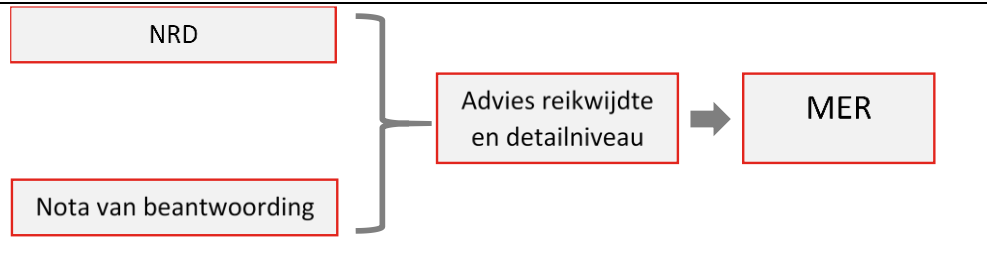 NRD
Nota van beantwoording
Advies reikwijdte
en detailniveau
MER